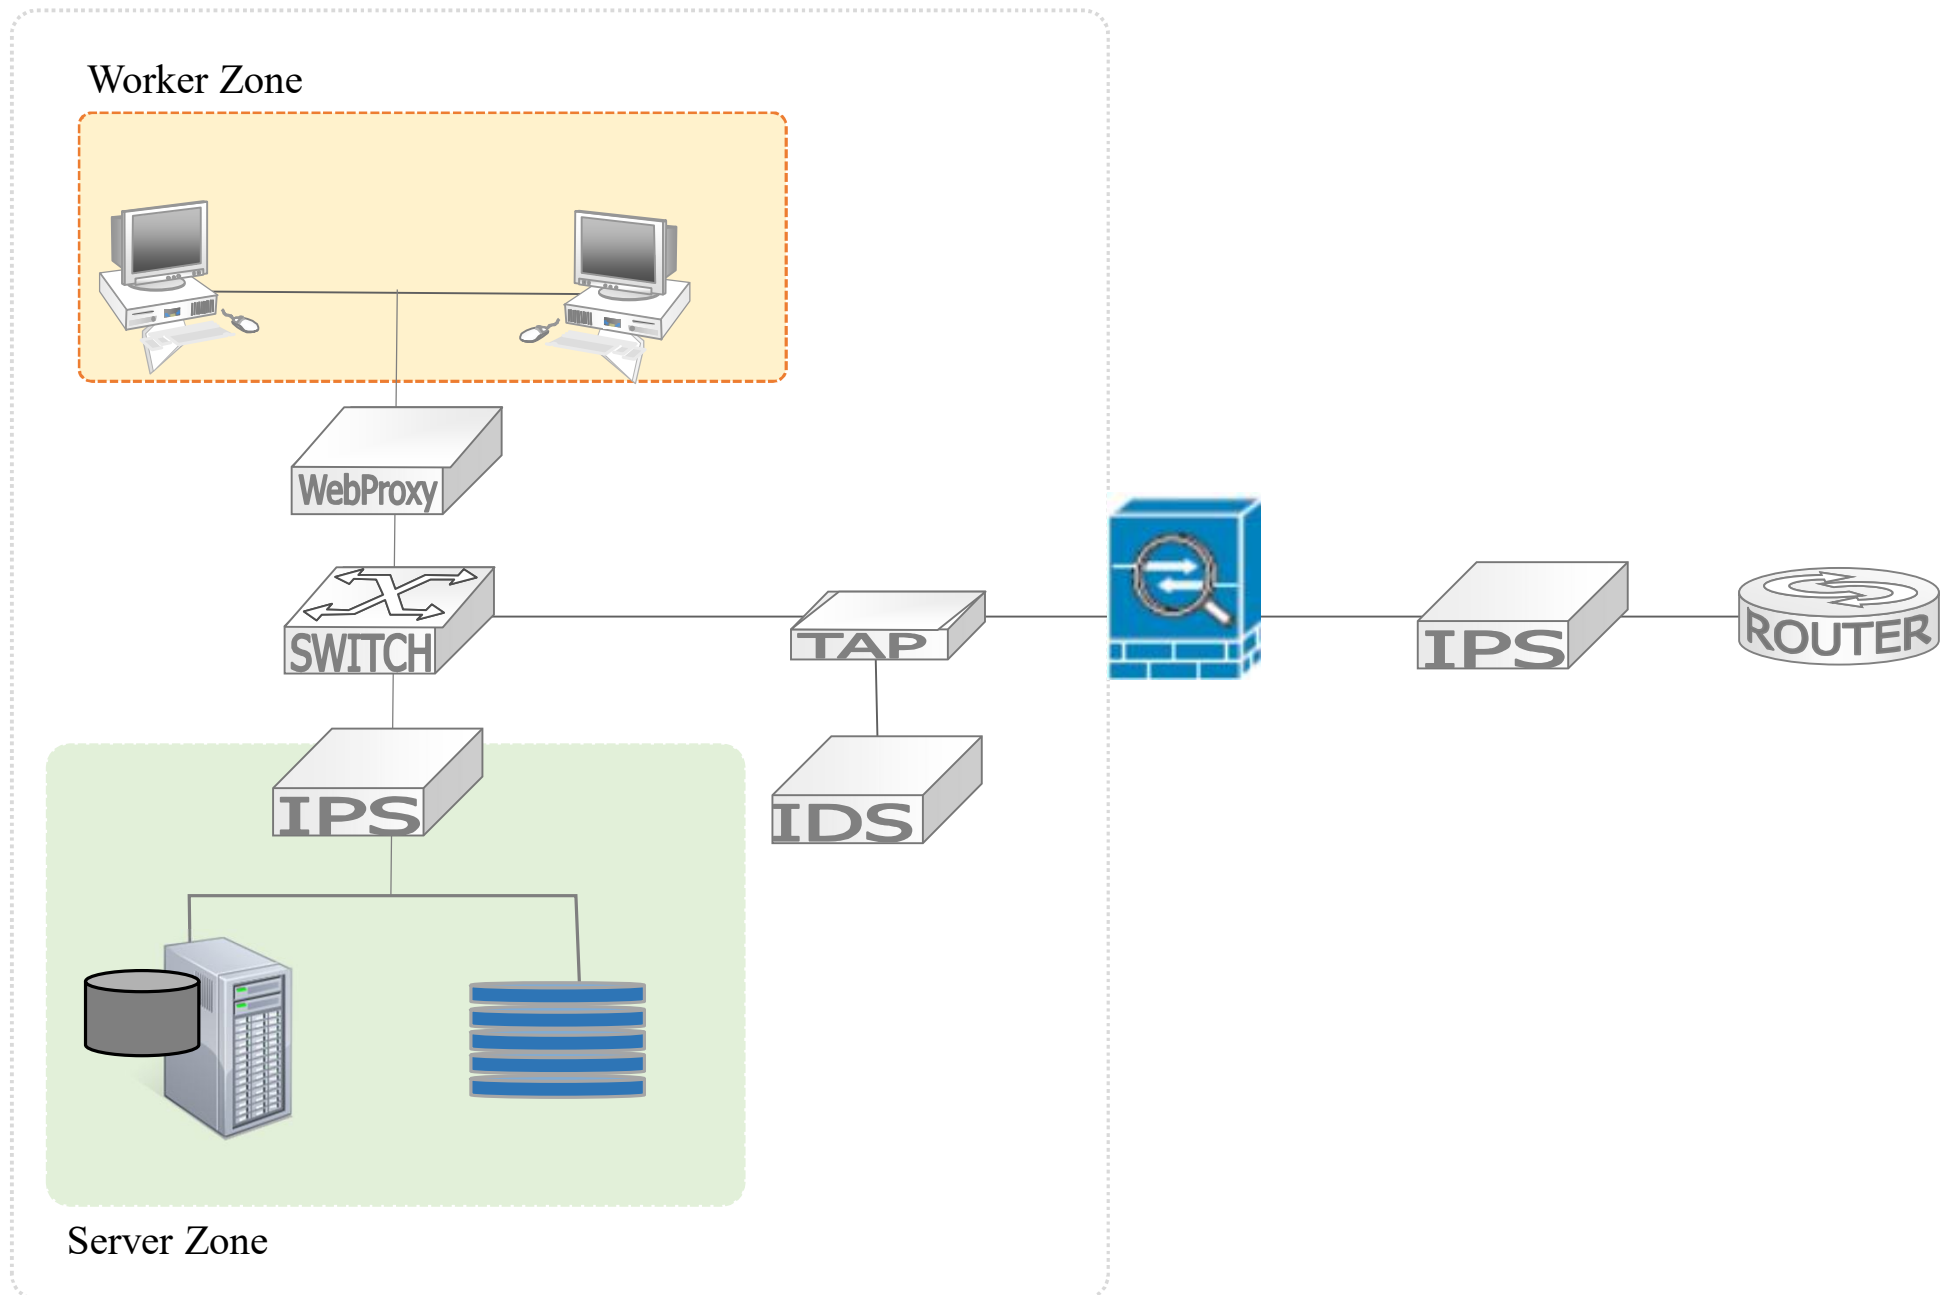 Worker Zone
WebProxy
SWITCH
TAP
IPS
ROUTER
IPS
IDS
Server Zone